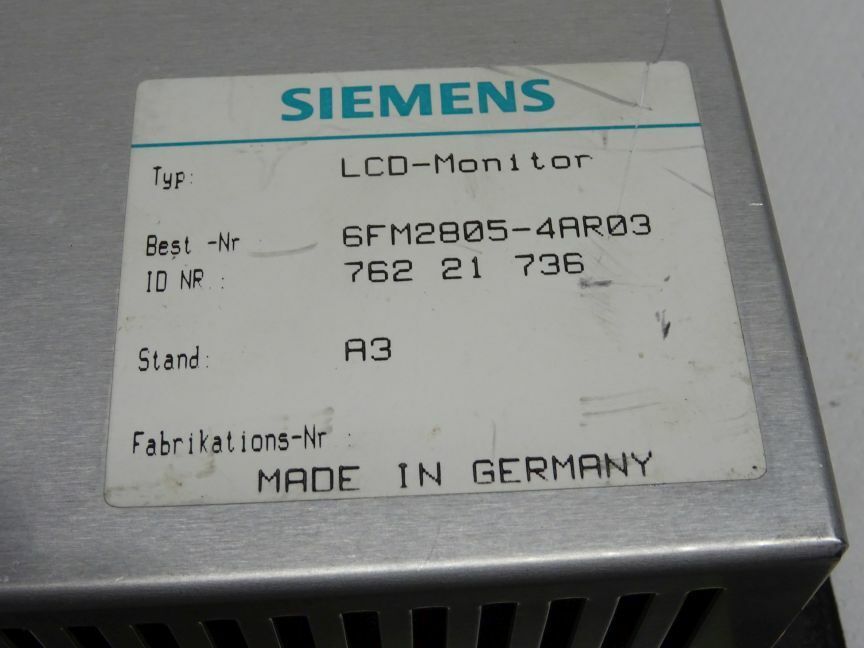 SIEMENS
Typ: LCD-Monitor
Best -Nr 6FM2805-4AR03
ID NR. : 762 21 736
Stand: A3
Fabrikations-Nr :
MADE IN GERMANY